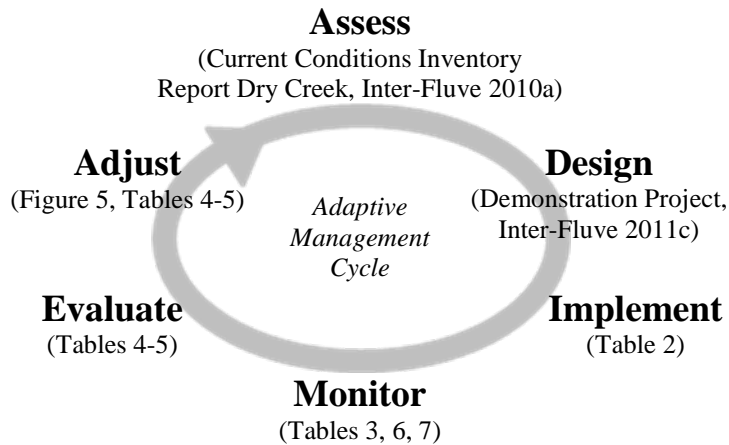 Assess
(Current Conditions Inventory
Report Dry Creek, Inter-Fluve 2010a)
Adjust
(Figure 5, Tables 4-5)
Design
(Demonstration Project,
Inter-Fluve 2011c)
Adaptive
Management
Cycle
Evaluate
(Tables 4-5)
Implement
(Table 2)
Monitor
(Tables 3, 6, 7)